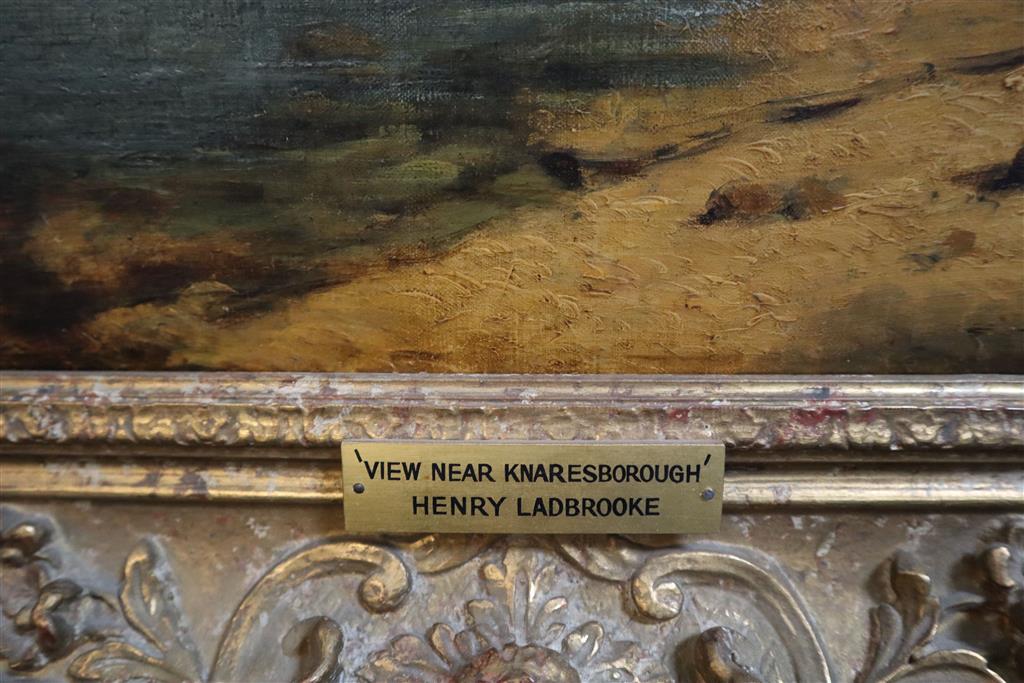 'VIEW NEAR KNARESBOROUGH'
HENRY LADBROOKE